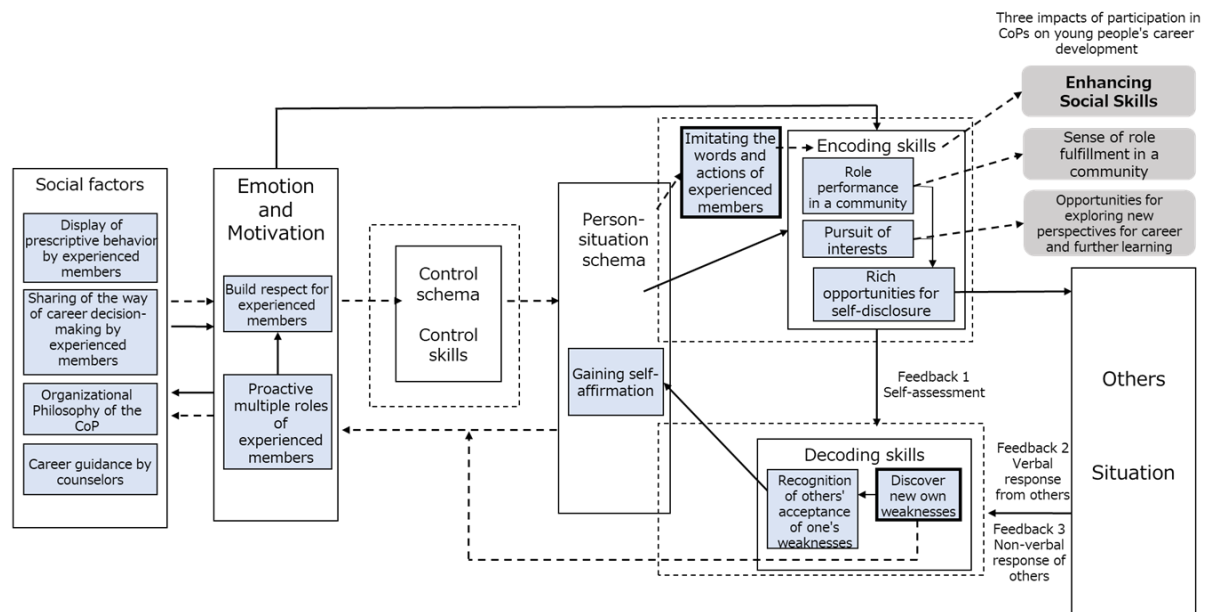 Three impacts of participation in
CoPs on young people's career
development
Enhancing
Social Skills
Sense of role
fulfillment in a
community
Opportunities for
exploring new
perspectives for career
and further learning
Social factors
Display of
prescriptive behavior
by experienced
members
Sharing of the way
of career decision-
making by
experienced
members
Organizational
Philosophy of the
CoP
Career guidance by
counselors
Emotion
and
Motivation
Build respect for
experienced
members
Proactive
multiple roles
of
experienced
members
Control
schema
Control
skills
Person-
situation
schema
Gaining self-
affirmation
Imitating the
words and
actions of
experienced
members
Encoding skills
Role
performance
in a community
Pursuit of
interests
Rich
opportunities for
self-disclosure
Feedback 1
Self-assessment
Decoding skills
Recognition
of others'
acceptance
of one's
weaknesses
Discover
new own
weaknesses
Feedback 2
Verbal
response
from others
Feedback 3
Non-verbal
response of
others
Others
Situation